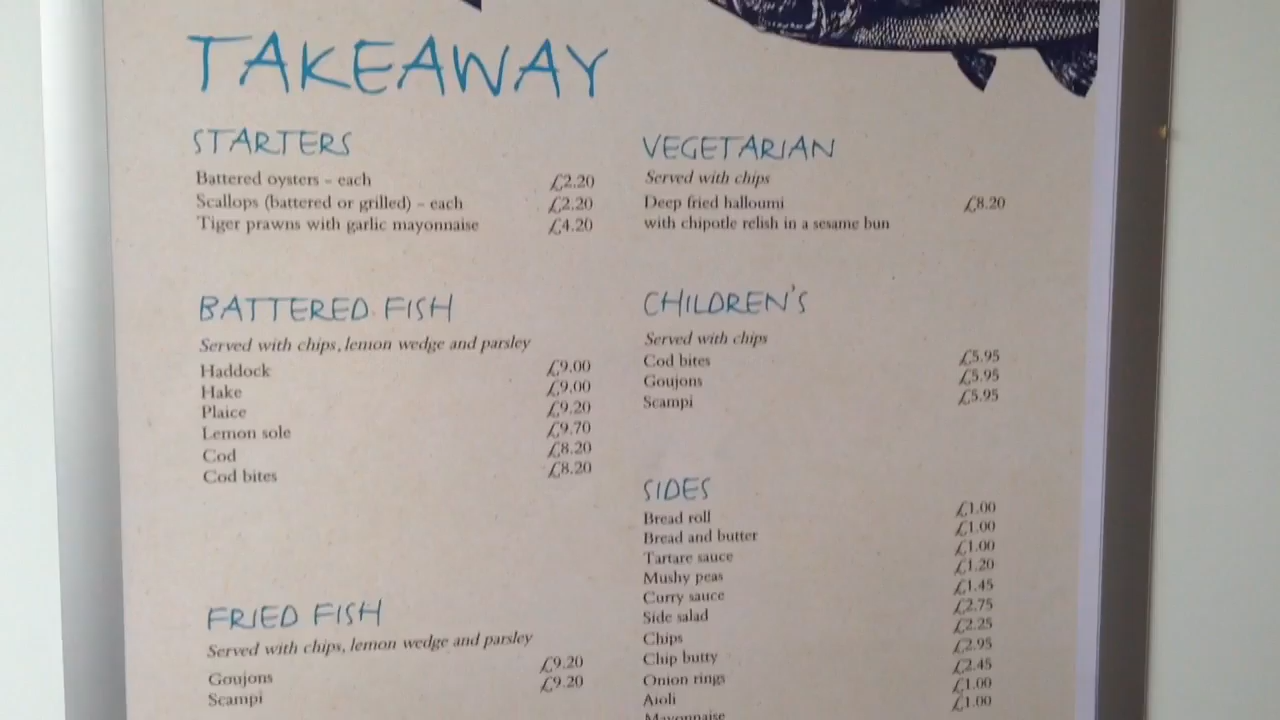 TAKEAWAY
STARTERS
Battered oysters – each £2.20
Scallops (battered or grilled) – each £2.20
Tiger prawns with garlic mayonnaise £4.20
BATTERED FISH
Served with chips, lemon wedge and parsley
Haddock £9.00
Hake £9.00
Plaice £9.20
Lemon sole £9.70
Cod £8.20
Cod bites £8.20
FRIED FISH
Served with chips, lemon wedge and parsley
Goujons £9.20
Scampi £9.20
VEGETARIAN
Served with chips
Deep fried halloumi £8.20
with chipotle relish in a sesame bun
CHILDREN'S
Served with chips
Cod bites £5.95
Goujons £5.95
Scampi £5.95
SIDES
Bread roll £1.00
Bread and butter £1.00
Tartare sauce £1.00
Mushy peas £1.20
Curry sauce £1.45
Side salad £2.75
Chips £2.25
Chip butty £2.95
Onion rings £2.45
Aioli £1.00
Mayonnaise £1.00